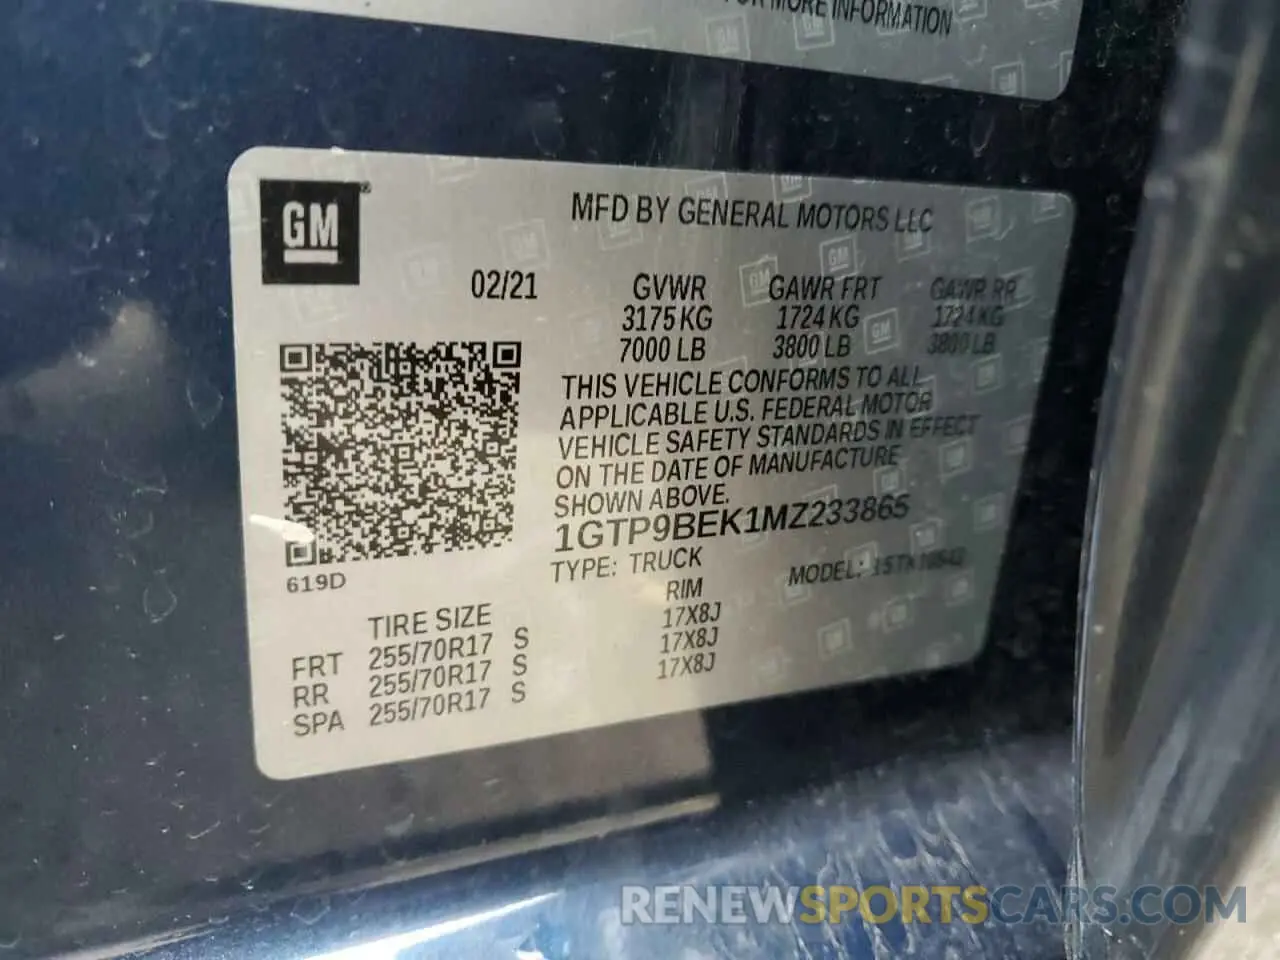 FOR MORE INFORMATION
GM
MFD BY GENERAL MOTORS LLC
02/21 GVWR GAWR FRT GAWR RR
3175 KG 1724 KG 1724 KG
7000 LB 3800 LB 3800 LB
THIS VEHICLE CONFORMS TO ALL
APPLICABLE U.S. FEDERAL MOTOR
VEHICLE SAFETY STANDARDS IN EFFECT
ON THE DATE OF MANUFACTURE
SHOWN ABOVE.
1GTP9BEK1MZ233865
619D
TYPE: TRUCK MODEL:
TIRE SIZE RIM
FRT 255/70R17 S 17X8J
RR 255/70R17 S 17X8J
SPA 255/70R17 S 17X8J
RENEWSPORTSCARS.COM